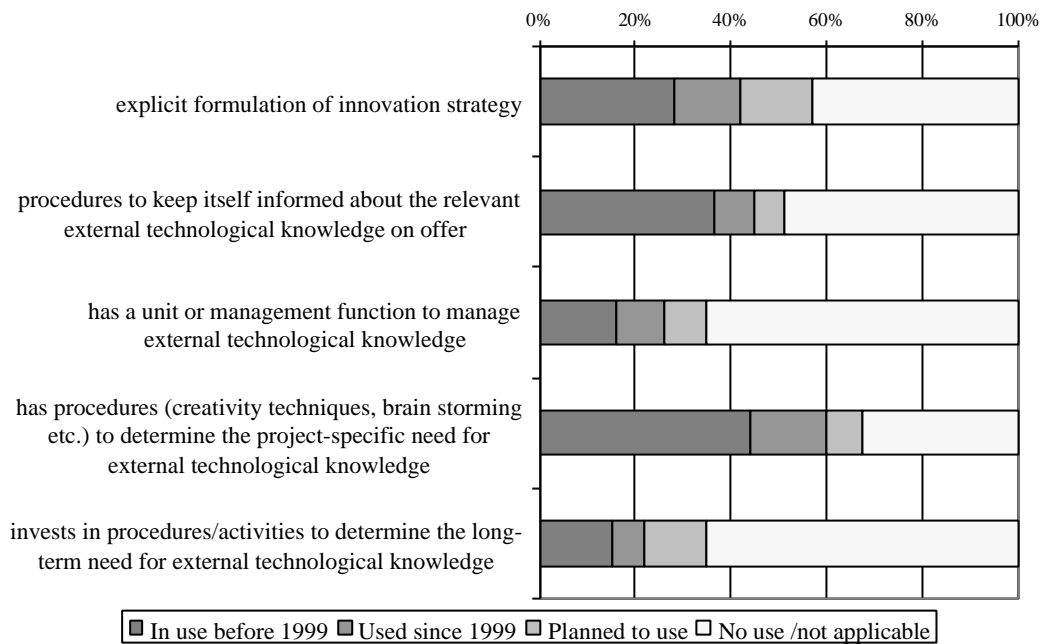 0% 20% 40% 60% 80% 100%
explicit formulation of innovation strategy
procedures to keep itself informed about the relevant
external technological knowledge on offer
has a unit or management function to manage
external technological knowledge
has procedures (creativity techniques, brain storming
etc.) to determine the project-specific need for
external technological knowledge
invests in procedures/activities to determine the long-
term need for external technological knowledge
In use before 1999 Used since 1999 Planned to use No use /not applicable